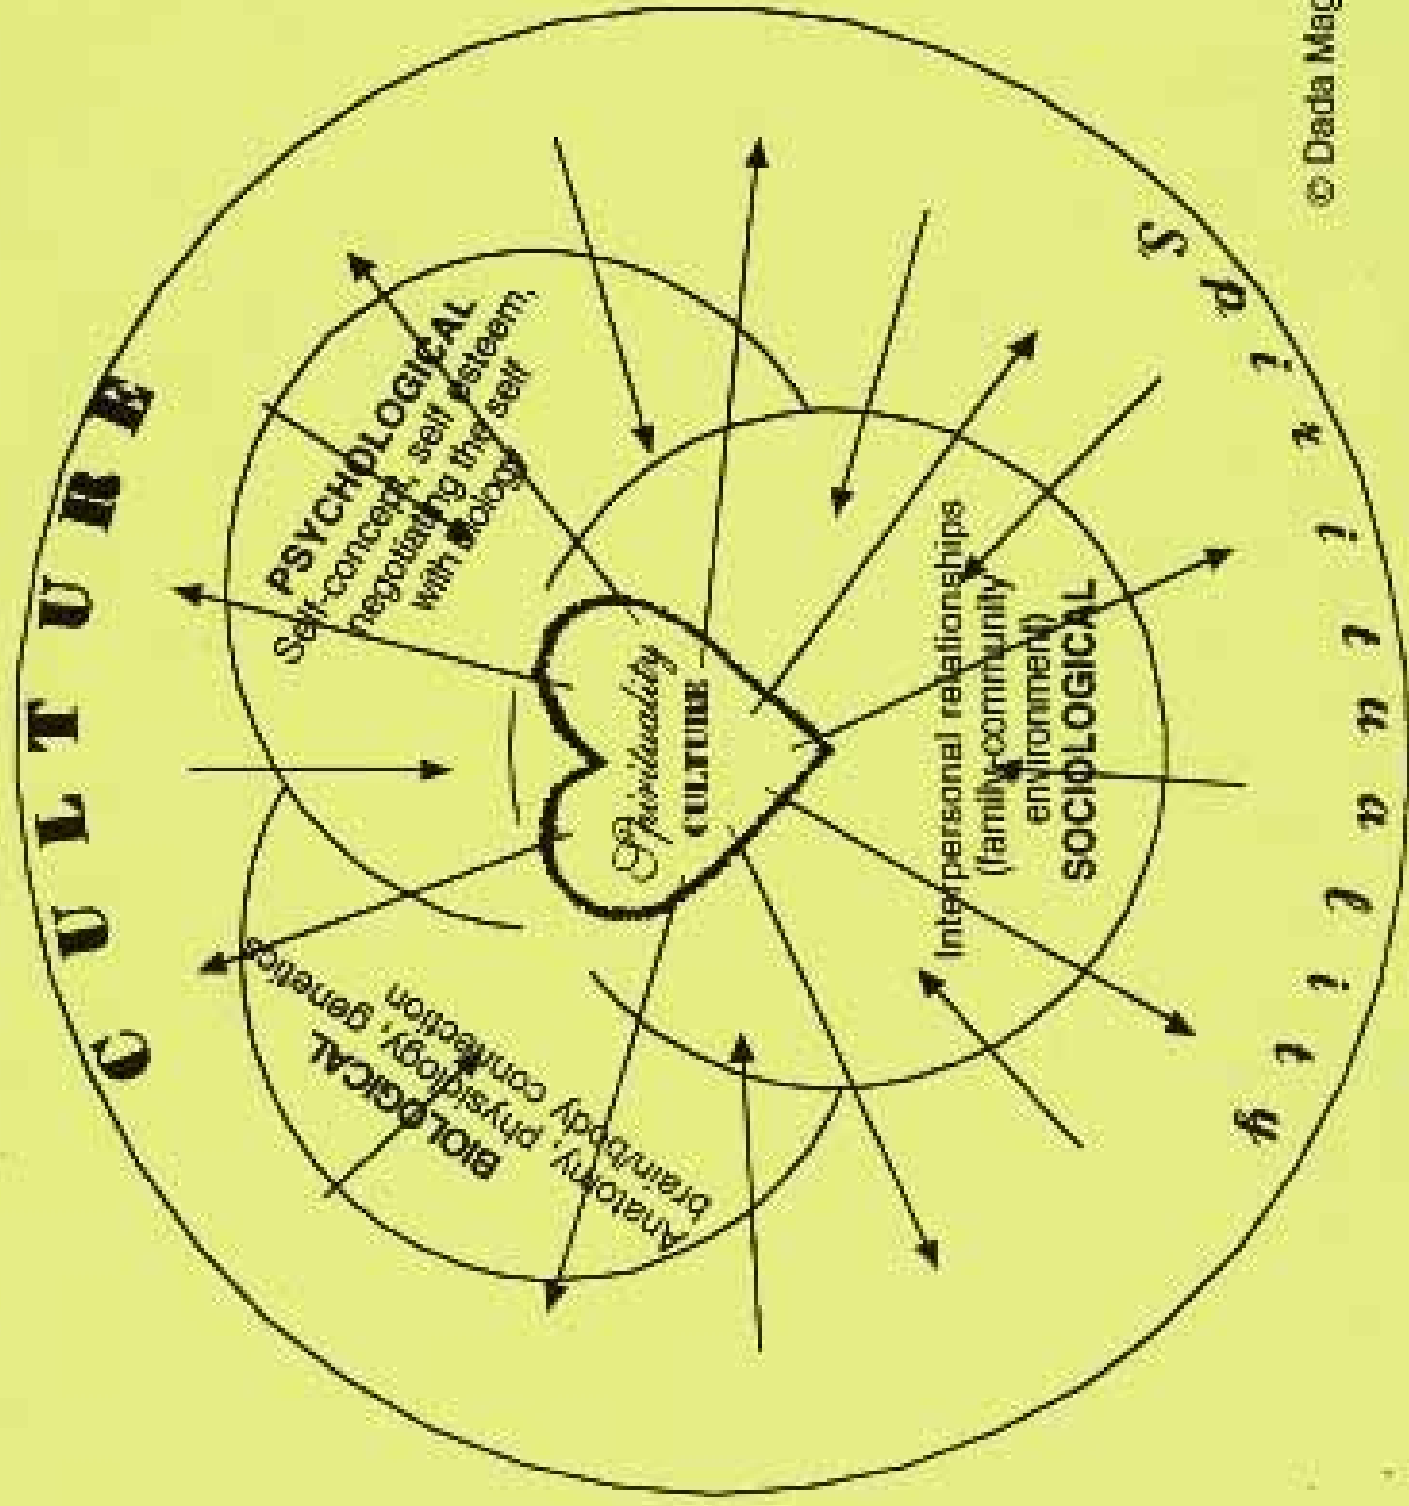 CULTURE
BIOLOGICAL
Anatomy, physiology, genetics
brain/body connection
PSYCHOLOGICAL
Self-concept, self esteem,
negotiating the self
with biology
Spirituality
CULTURE
Interpersonal relationships
(family-community
environment)
SOCIOLOGICAL
Spirituality
© Dada Mag